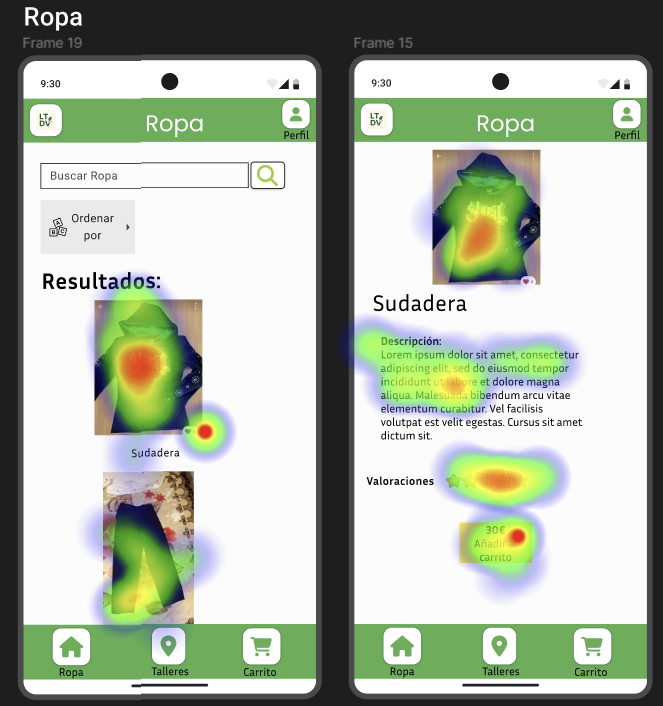 Ropa
Frame 19
9:30
LT
DV
Ropa
Perfil
Buscar Ropa
A
B C
Ordenar
por
Resultados:
Sudadera
Ropa
Talleres
Carrito
Frame 15
9:30
LT
DV
Ropa
Perfil
Sudadera
Descripción:
Lorem ipsum dolor sit amet, consectetur
adipiscing elit, sed do eiusmod tempor
incididunt ut labore et dolore magna
aliqua. Malesuada bibendum arcu vitae
elementum curabitur. Vel facilisis
volutpat est velit egestas. Cursus sit amet
dictum sit.
Valoraciones
30€
Añadir al
carrito
Ropa
Talleres
Carrito